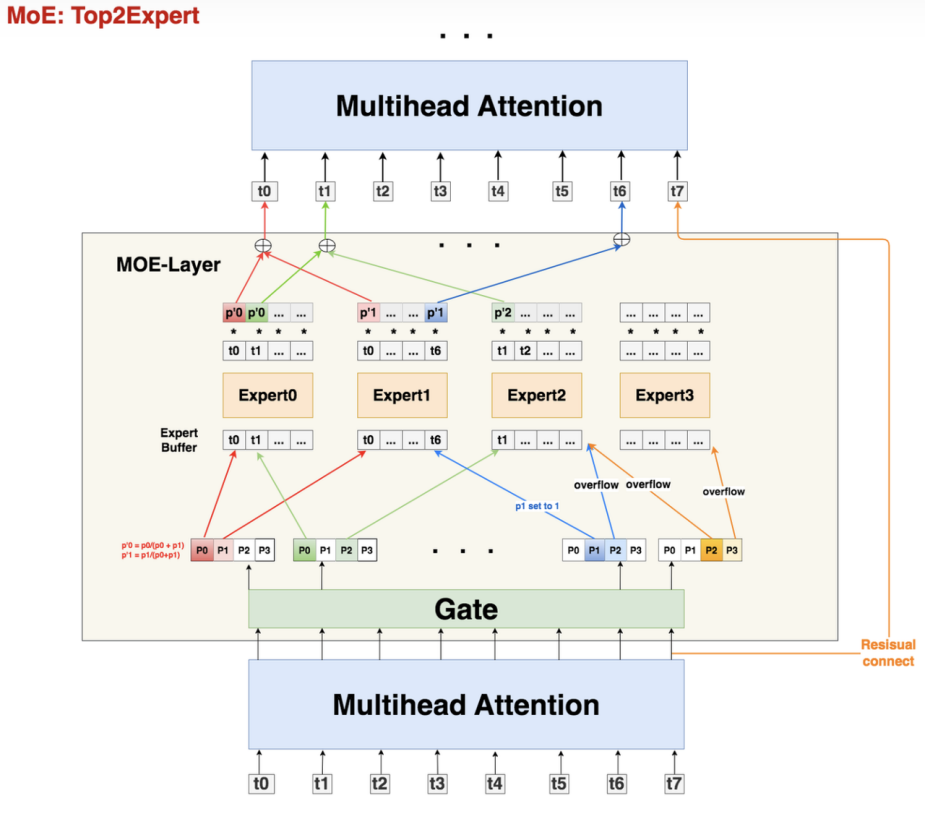 MoE: Top2Expert
. . .
Multihead Attention
t0 t1 t2 t3 t4 t5 t6 t7
MOE-Layer
. . .
p'0 p'0 ... ... p'1 ... ... p'1 p'2 ... ... ... ... ... ... ...
* * * * * * * * * * * * * * * *
t0 t1 ... ... t0 ... ... t6 t1 t2 ... ... ... ... ... ...
Expert0 Expert1 Expert2 Expert3
Expert
Buffer
t0 t1 ... ... t0 ... ... t6 t1 ... ... ... ... ... ... ...
overflow overflow overflow
p1 set to 1
p'0 = p0/(p0 + p1)
p'1 = p1/(p0+p1)
P0 P1 P2 P3 P0 P1 P2 P3 . . . P0 P1 P2 P3 P0 P1 P2 P3
Gate
Resisual
connect
Multihead Attention
t0 t1 t2 t3 t4 t5 t6 t7